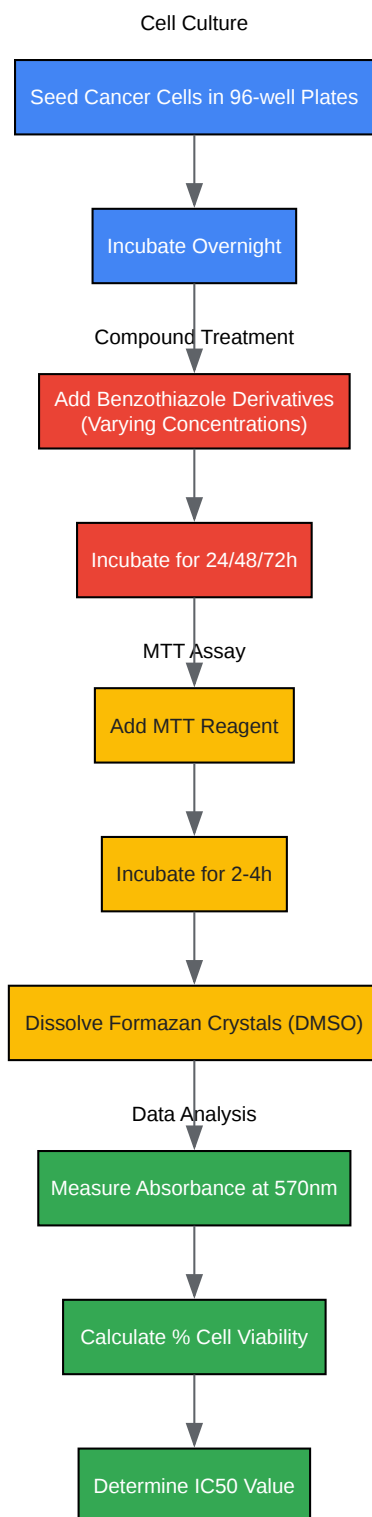 Cell Culture
Seed Cancer Cells in 96-well Plates
Incubate Overnight
Compound Treatment
Add Benzothiazole Derivatives
(Varying Concentrations)
Incubate for 24/48/72h
MTT Assay
Add MTT Reagent
Incubate for 2-4h
Dissolve Formazan Crystals (DMSO)
Data Analysis
Measure Absorbance at 570nm
Calculate % Cell Viability
Determine IC50 Value